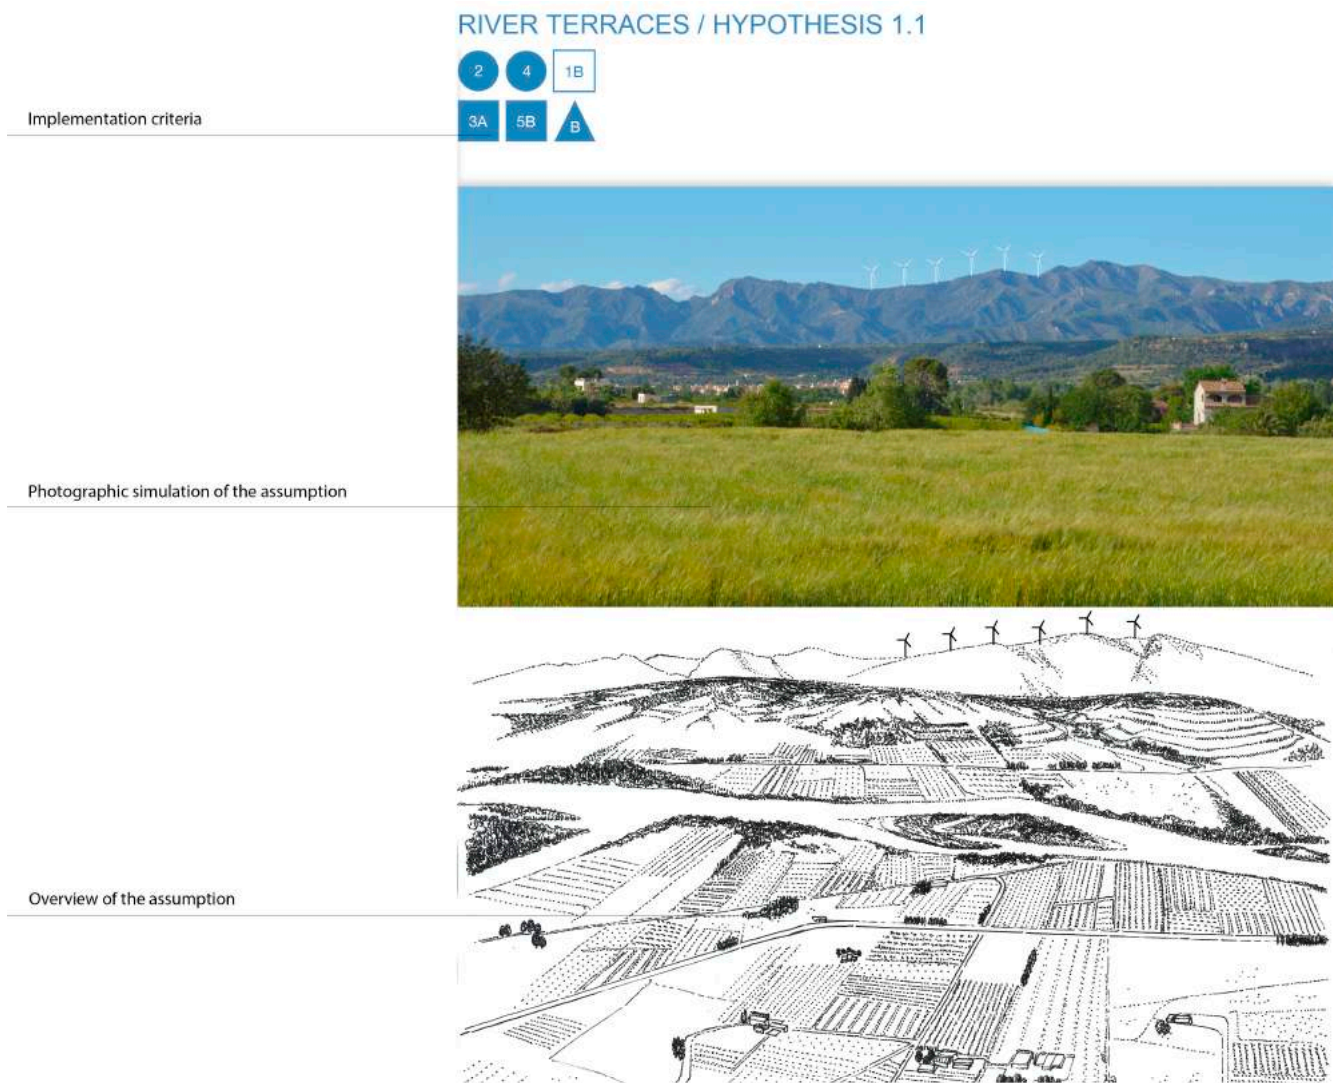 RIVER TERRACES / HYPOTHESIS 1.1
2 4 1B
Implementation criteria
3A 5B B
Photographic simulation of the assumption
Overview of the assumption